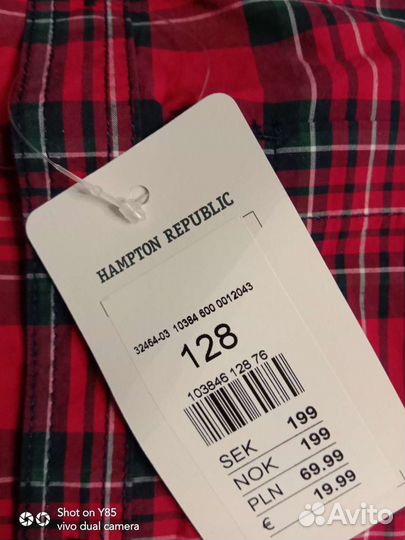 HAMPTON REPUBLIC
32464-03 10384 600 0012043
128
103846 128 76
SEK 199
NOK 199
PLN 69.99
€ 19.99
Shot on Y85
vivo dual camera
Avito